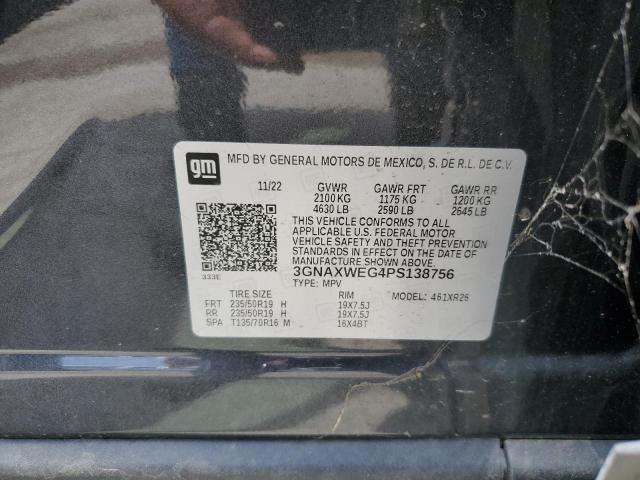 gm MFD BY GENERAL MOTORS DE MEXICO, S. DE R.L. DE C.V.
11/22 GVWR GAWR FRT GAWR RR
2100 KG 1175 KG 1200 KG
4630 LB 2590 LB 2645 LB
THIS VEHICLE CONFORMS TO ALL
APPLICABLE U.S. FEDERAL MOTOR
VEHICLE SAFETY AND THEFT PREVENTION
STANDARDS IN EFFECT ON THE DATE OF
MANUFACTURE SHOWN ABOVE.
333E 3GNAXWEG4PS138756
TYPE: MPV
TIRE SIZE RIM MODEL: 461XR26
FRT 235/50R19 H 19X7.5J
RR 235/50R19 H 19X7.5J
SPA T135/70R16 M 16X4BT